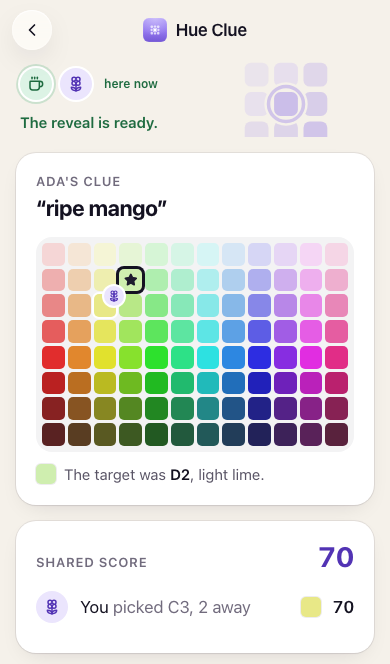 Hue Clue
here now
The reveal is ready.
ADA'S CLUE
“ripe mango”
The target was D2, light lime.
SHARED SCORE
70
You picked C3, 2 away
70